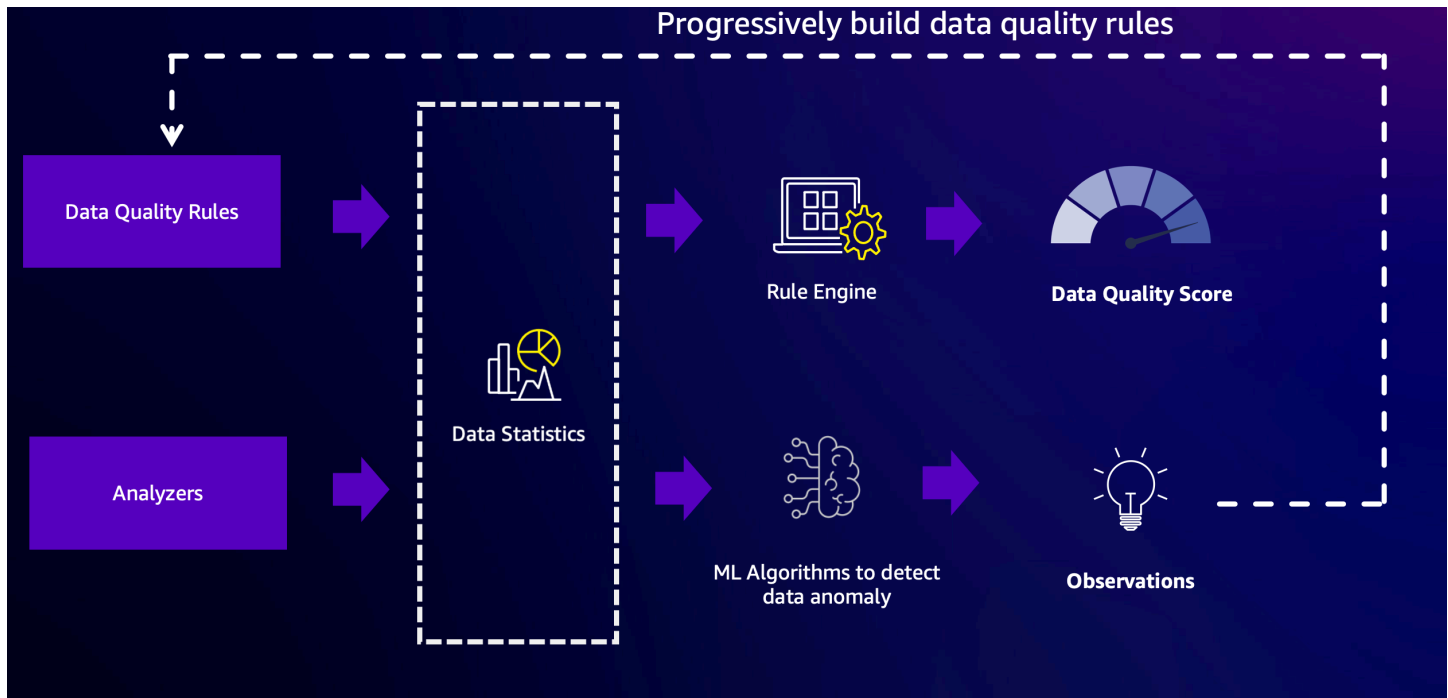 Progressively build data quality rules
Data Quality Rules
Rule Engine
Data Quality Score
Data Statistics
Analyzers
ML Algorithms to detect
data anomaly
Observations